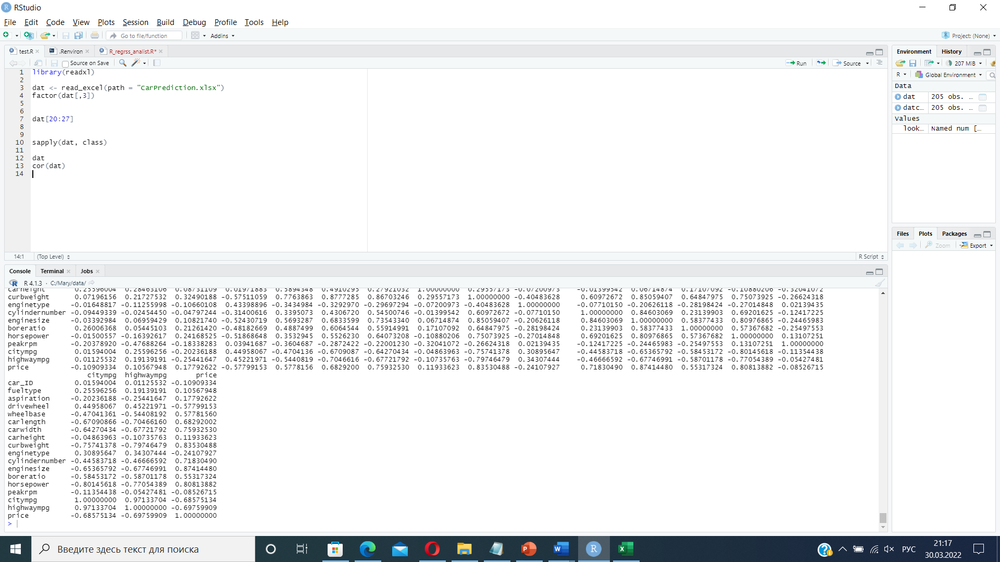 RStudio
File Edit Code View Plots Session Build Debug Profile Tools Help
Go to file/function Addins Project: (None)
test.R .Renviron R_regrss_analist.R*
Source on Save Run Source
1 library(readxl)
2
3 dat <- read_excel(path = "CarPrediction.xlsx")
4 factor(dat[,3])
5
6
7 dat[20:27]
8
9
10 sapply(dat, class)
11
12 dat
13 cor(dat)
14
14:1 (Top Level) R Script
Console Terminal Jobs
R 4.1.3 · C:/Mary/data/
carheight 0.25596004 0.28463106 0.08731109 0.01971883 0.5894348 0.4910295 0.27921032 1.00000000 0.29557173 -0.07200973 -0.01399542 0.06714874 0.17107092 -0.10880206 -0.32041072
curbweight 0.07196156 0.21727532 0.32490188 -0.57511059 0.7763863 0.8777285 0.86703246 0.29557173 1.00000000 -0.40483628 0.60972672 0.85059407 0.64847975 0.75073925 -0.26624318
enginetype -0.01648817 -0.11255998 -0.10660108 0.43398896 -0.3434984 -0.3292970 -0.29697294 -0.07200973 -0.40483628 1.00000000 -0.07710150 -0.20626118 -0.28198424 -0.27014848 0.02139435
cylindernumber -0.09449339 -0.02454450 -0.04797244 -0.31400616 0.3395073 0.4306720 0.54500746 -0.01399542 0.60972672 -0.07710150 1.00000000 0.84603069 0.23139903 0.69201625 -0.12417225
enginesize -0.03392984 0.06959429 0.10821740 -0.52430719 0.5693287 0.6833599 0.73543340 0.06714874 0.85059407 -0.20626118 0.84603069 1.00000000 0.58377433 0.80976865 -0.24465983
boreratio 0.26006368 0.05445103 0.21261420 -0.48182669 0.4887499 0.6064544 0.55914991 0.17107092 0.64847975 -0.28198424 0.23139903 0.58377433 1.00000000 0.57367682 -0.25497553
horsepower -0.01500557 -0.16392617 0.24168525 -0.51868648 0.3532945 0.5526230 0.64073208 -0.10880206 0.75073925 -0.27014848 0.69201625 0.80976865 0.57367682 1.00000000 0.13107251
peakrpm -0.20378920 -0.47688264 -0.18338283 0.03941687 -0.3604687 -0.2872422 -0.22001230 -0.32041072 -0.26624318 0.02139435 -0.12417225 -0.24465983 -0.25497553 0.13107251 1.00000000
citympg 0.01594004 0.25596256 -0.20236188 0.44958067 -0.4704136 -0.6709087 -0.64270434 -0.04863963 -0.75741378 0.30895647 -0.44583718 -0.65365792 -0.58453172 -0.80145618 -0.11354438
highwaympg 0.01125532 0.19139191 -0.25441647 0.45221971 -0.5440819 -0.7046616 -0.67721792 -0.10735763 -0.79746479 0.34307444 -0.46666592 -0.67746991 -0.58701178 -0.77054389 -0.05427481
price -0.10909334 0.10567948 0.17792622 -0.57799153 0.5778156 0.6829200 0.75932530 0.11933623 0.83530488 -0.24107927 0.71830490 0.87414480 0.55317324 0.80813882 -0.08526715
citympg highwaympg price
car_ID 0.01594004 0.01125532 -0.10909334
fueltype 0.25596256 0.19139191 0.10567948
aspiration -0.20236188 -0.25441647 0.17792622
drivewheel 0.44958067 0.45221971 -0.57799153
wheelbase -0.47041361 -0.54408192 0.57781560
carlength -0.67090866 -0.70466160 0.68292002
carwidth -0.64270434 -0.67721792 0.75932530
carheight -0.04863963 -0.10735763 0.11933623
curbweight -0.75741378 -0.79746479 0.83530488
enginetype 0.30895647 0.34307444 -0.24107927
cylindernumber -0.44583718 -0.46666592 0.71830490
enginesize -0.65365792 -0.67746991 0.87414480
boreratio -0.58453172 -0.58701178 0.55317324
horsepower -0.80145618 -0.77054389 0.80813882
peakrpm -0.11354438 -0.05427481 -0.08526715
citympg 1.00000000 0.97133704 -0.68575134
highwaympg 0.97133704 1.00000000 -0.69759909
price -0.68575134 -0.69759909 1.00000000
>
Environment History
207 MiB
R Global Environment
Data
dat 205 obs. …
datc… 205 obs. …
Values
look… Named num […
Files Plots Packages
Zoom Export
Введите здесь текст для поиска
РУС
21:17
30.03.2022